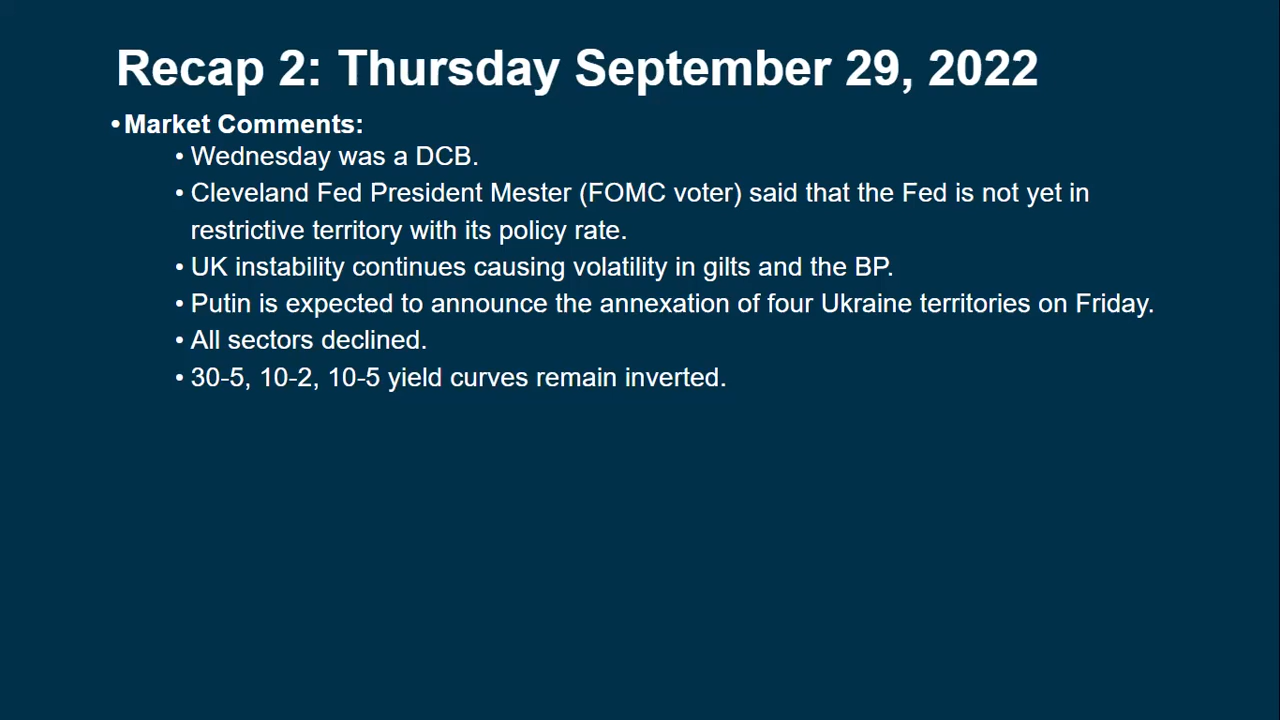 Recap 2: Thursday September 29, 2022
•Market Comments:
• Wednesday was a DCB.
• Cleveland Fed President Mester (FOMC voter) said that the Fed is not yet in
restrictive territory with its policy rate.
• UK instability continues causing volatility in gilts and the BP.
• Putin is expected to announce the annexation of four Ukraine territories on Friday.
• All sectors declined.
• 30-5, 10-2, 10-5 yield curves remain inverted.